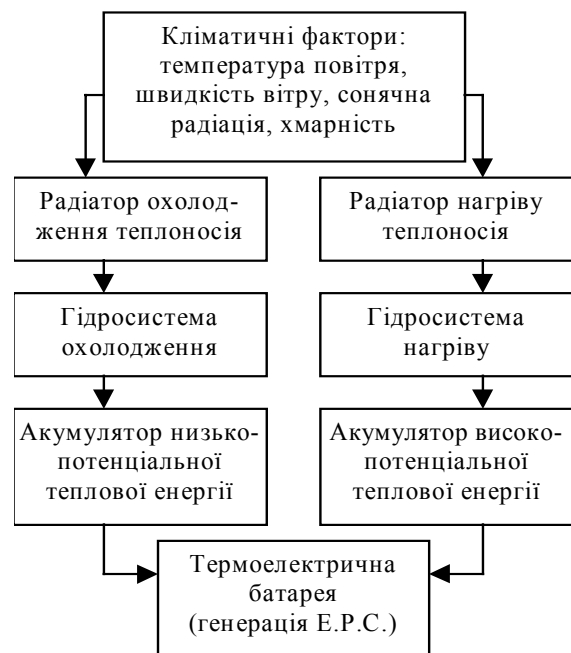 Кліматичні фактори:
температура повітря,
швидкість вітру, сонячна
радіація, хмарність
Радіатор охолод-
ження теплоносія
Радіатор нагріву
теплоносія
Гідросистема
охолодження
Гідросистема
нагріву
Акумулятор низько-
потенціальної
теплової енергії
Акумулятор високо-
потенціальної
теплової енергії
Термоелектрична
батарея
(генерація Е.Р.С.)